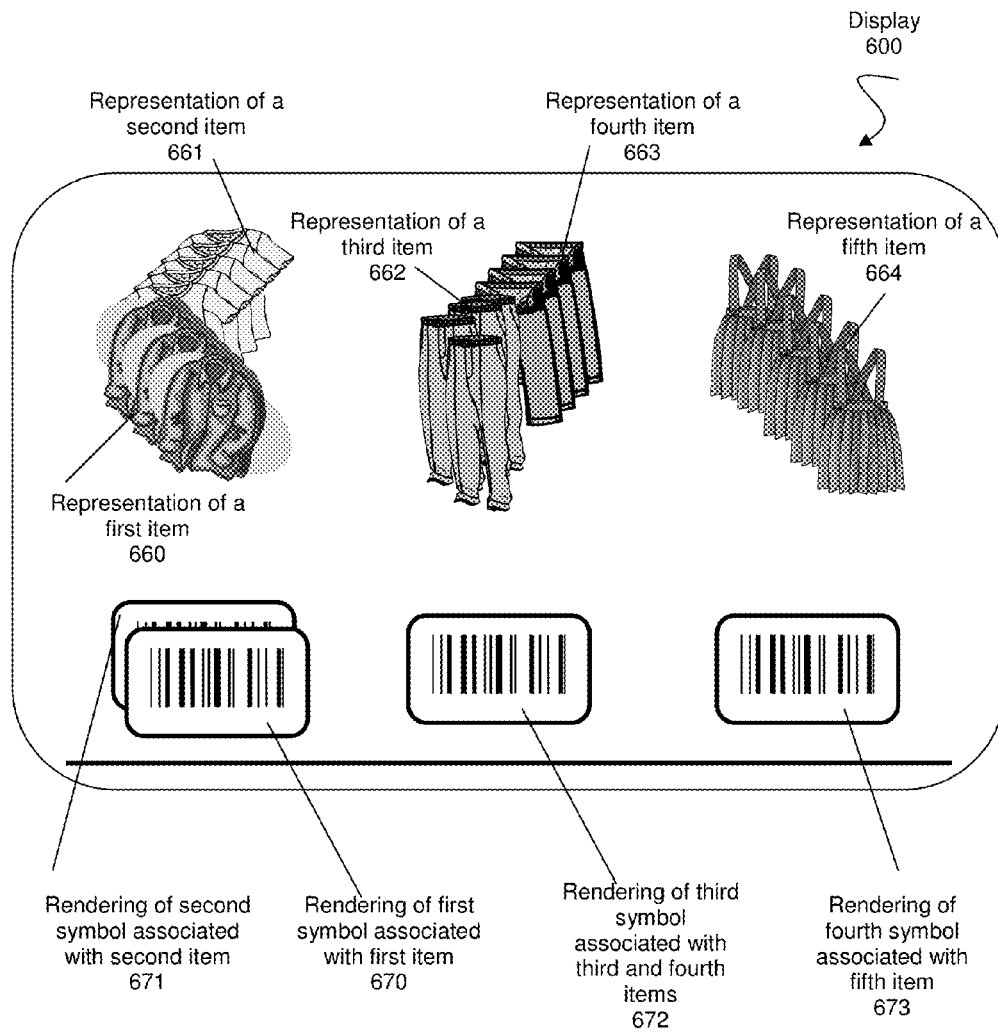 Display
600
Representation of a
second item
661
Representation of a
fourth item
663
Representation of a
third item
662
Representation of a
fifth item
664
Representation of a
first item
660
Rendering of second
symbol associated
with second item
671
Rendering of first
symbol associated
with first item
670
Rendering of third
symbol
associated with
third and fourth
items
672
Rendering of
fourth symbol
associated with
fifth item
673